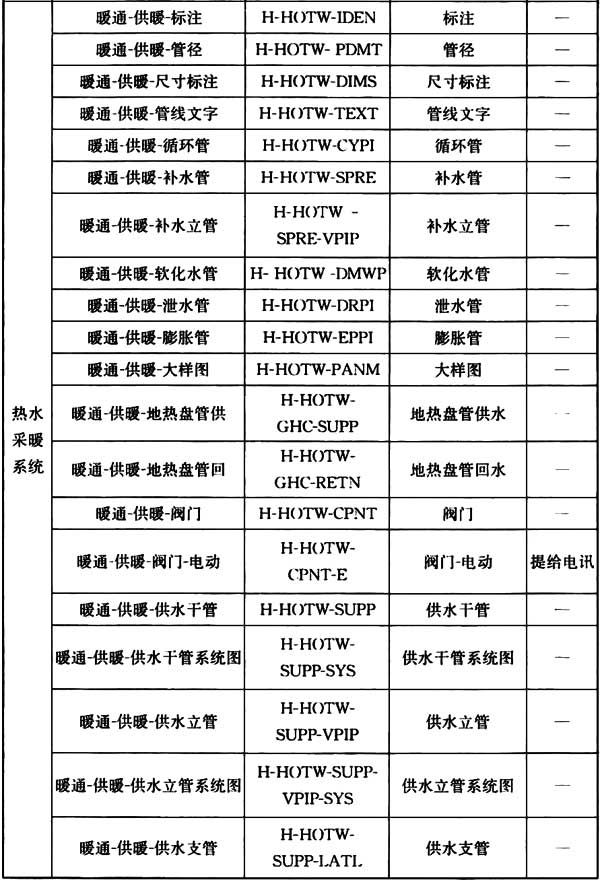 暖通-供暖-标注 H-HOTW-IDEN 标注 —
暖通-供暖-管径 H-HOTW- PDMT 管径 —
暖通-供暖-尺寸标注 H-HOTW-DIMS 尺寸标注 —
暖通-供暖-管线文字 H-HOTW-TEXT 管线文字 —
暖通-供暖-循环管 H-HOTW-CYPI 循环管 —
暖通-供暖-补水管 H-HOTW-SPRE 补水管 —
暖通-供暖-补水立管 H-HOTW -
SPRE-VPIP 补水立管 —
暖通-供暖-软化水管 H- HOTW -DMWP 软化水管 —
暖通-供暖-泄水管 H-HOTW-DRPI 泄水管 —
暖通-供暖-膨胀管 H-HOTW-EPPI 膨胀管 —
暖通-供暖-大样图 H-HOTW-PANM 大样图 —
热水
采暖
系统
暖通-供暖-地热盘管供 H-HOTW-
GHC-SUPP 地热盘管供水 —
暖通-供暖-地热盘管回 H-HOTW-
GHC-RETN 地热盘管回水 —
暖通-供暖-阀门 H-HOTW-CPNT 阀门 —
暖通-供暖-阀门-电动 H-HOTW-
CPNT-E 阀门-电动 提给电讯
暖通-供暖-供水干管 H-HOTW-SUPP 供水干管 —
暖通-供暖-供水干管系统图 H-HOTW-
SUPP-SYS 供水干管系统图 —
暖通-供暖-供水立管 H-HOTW-
SUPP-VPIP 供水立管 —
暖通-供暖-供水立管系统图 H-HOTW-SUPP-
VPIP-SYS 供水立管系统图 —
暖通-供暖-供水支管 H-HOTW-
SUPP-LATL 供水支管 —